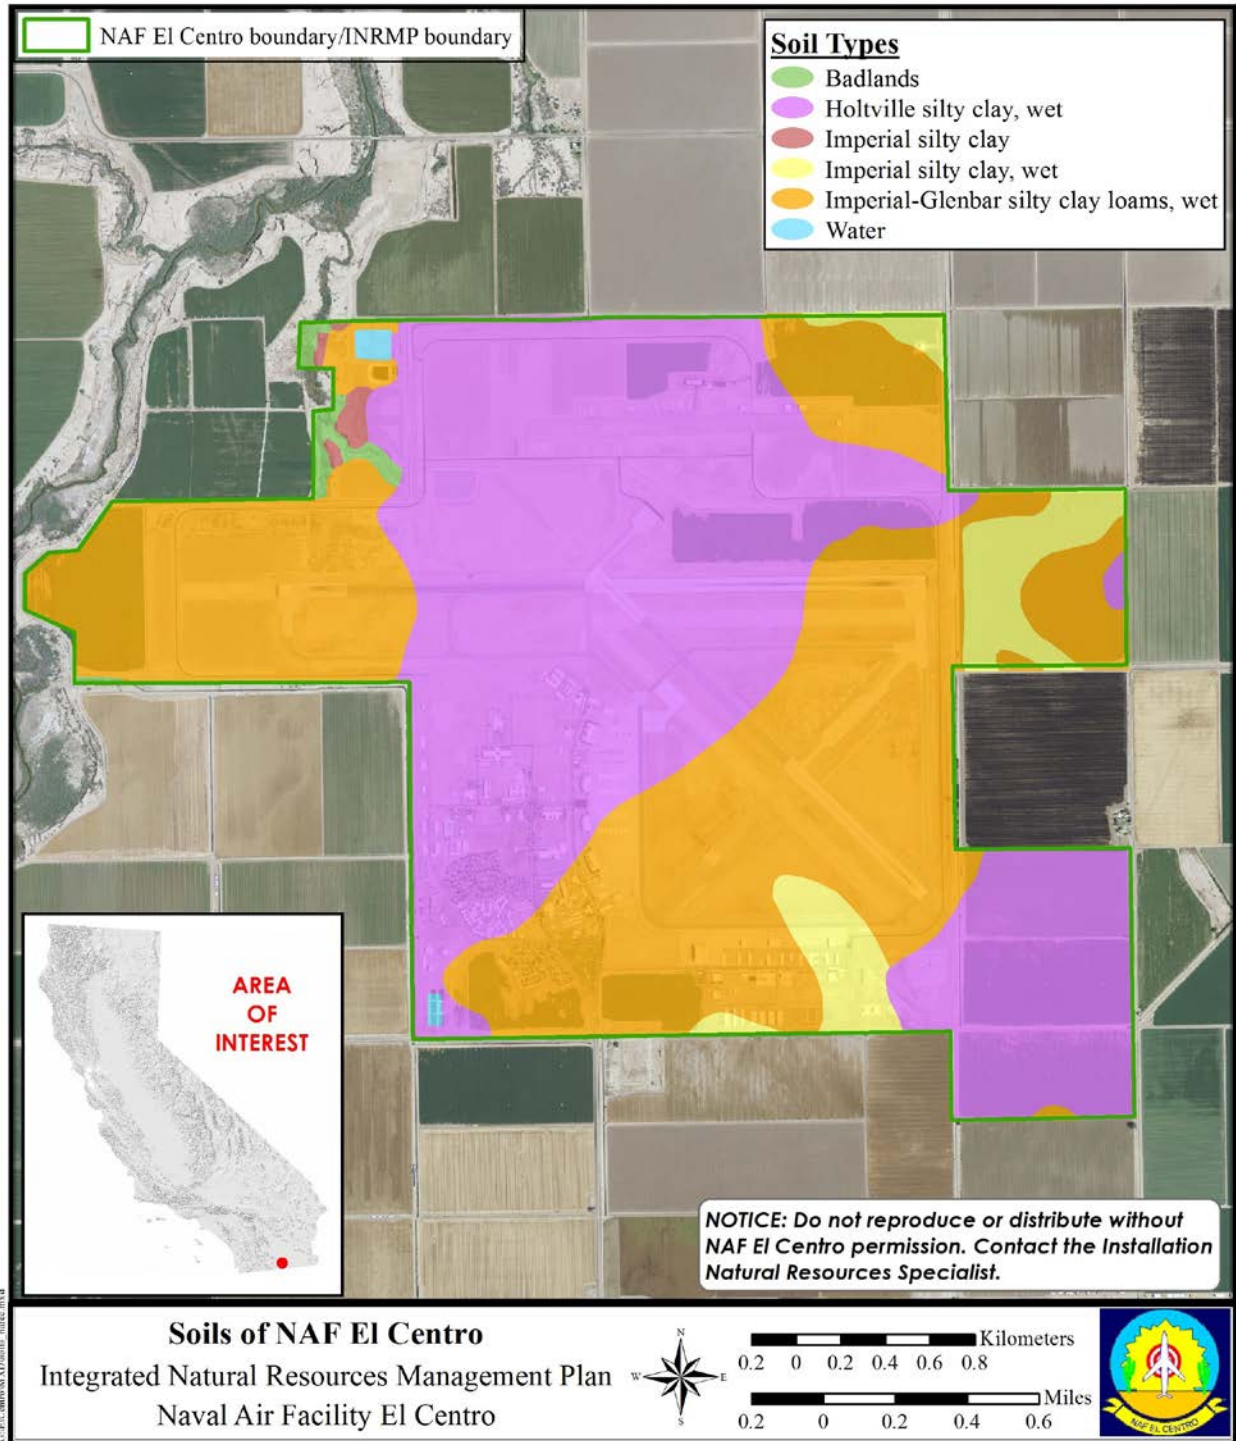 NAF El Centro boundary/INRMP boundary
Soil Types
Badlands
Holtville silty clay, wet
Imperial silty clay
Imperial silty clay, wet
Imperial-Glenbar silty clay loams, wet
Water
AREA
OF
INTEREST
NOTICE: Do not reproduce or distribute without
NAF El Centro permission. Contact the Installation
Natural Resources Specialist.
Soils of NAF El Centro
Integrated Natural Resources Management Plan
Naval Air Facility El Centro
N
W
E
S
Kilometers
0.2 0 0.2 0.4 0.6 0.8
Miles
0.2 0 0.2 0.4 0.6
NAF EL CENTRO